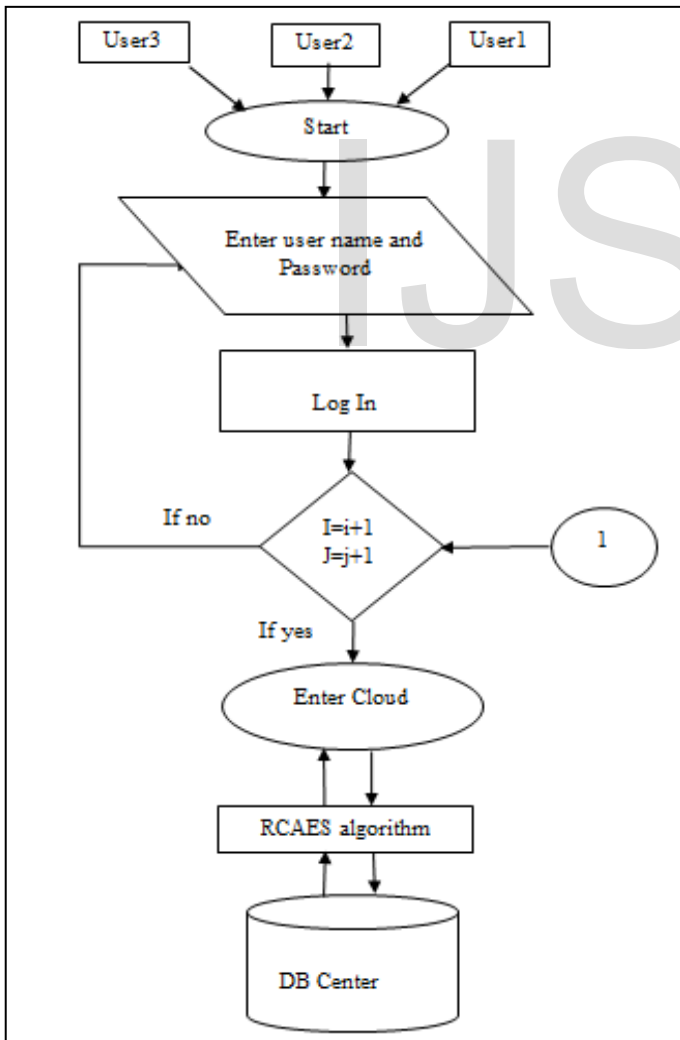 User3
User2
User1
Start
IJS
Enter user name and
Password
Log In
If no
I=i+1
J=j+1
1
If yes
Enter Cloud
RCAES algorithm
DB Center